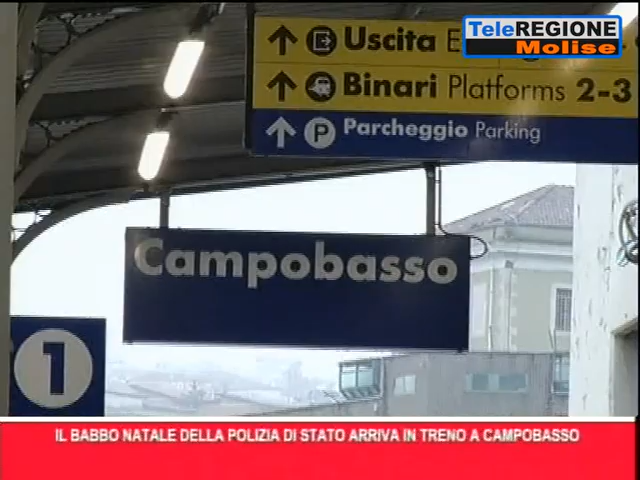 TeleREGIONE
Molise
Uscita
Binari Platforms 2-3
P Parcheggio Parking
Campobasso
1
IL BABBO NATALE DELLA POLIZIA DI STATO ARRIVA IN TRENO A CAMPOBASSO